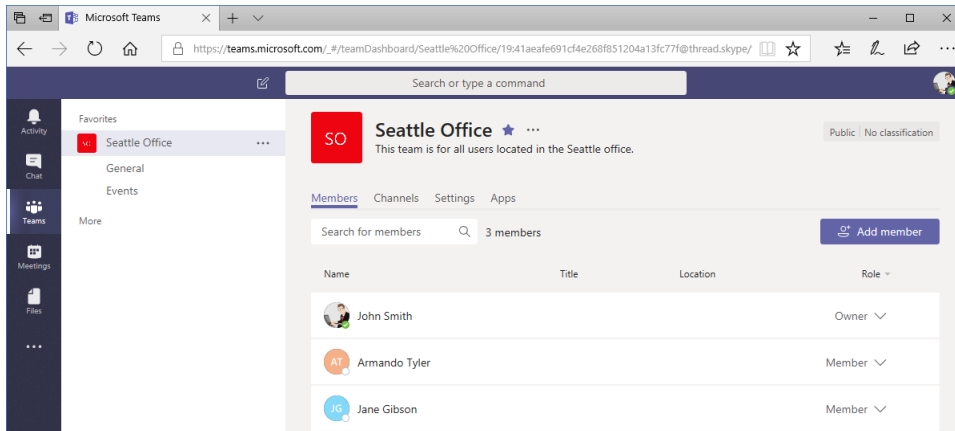 Microsoft Teams
https://teams.microsoft.com/_#/teamDashboard/Seattle%20Office/19:41aeafe691cf4e268f851204a13fc77f@thread.skype/
Search or type a command
Activity
Chat
Teams
Meetings
Files
Favorites
SO Seattle Office
General
Events
More
SO
Seattle Office
This team is for all users located in the Seattle office.
Public No classification
Members Channels Settings Apps
Search for members 3 members Add member
Name Title Location Role
John Smith Owner
AT Armando Tyler Member
JG Jane Gibson Member